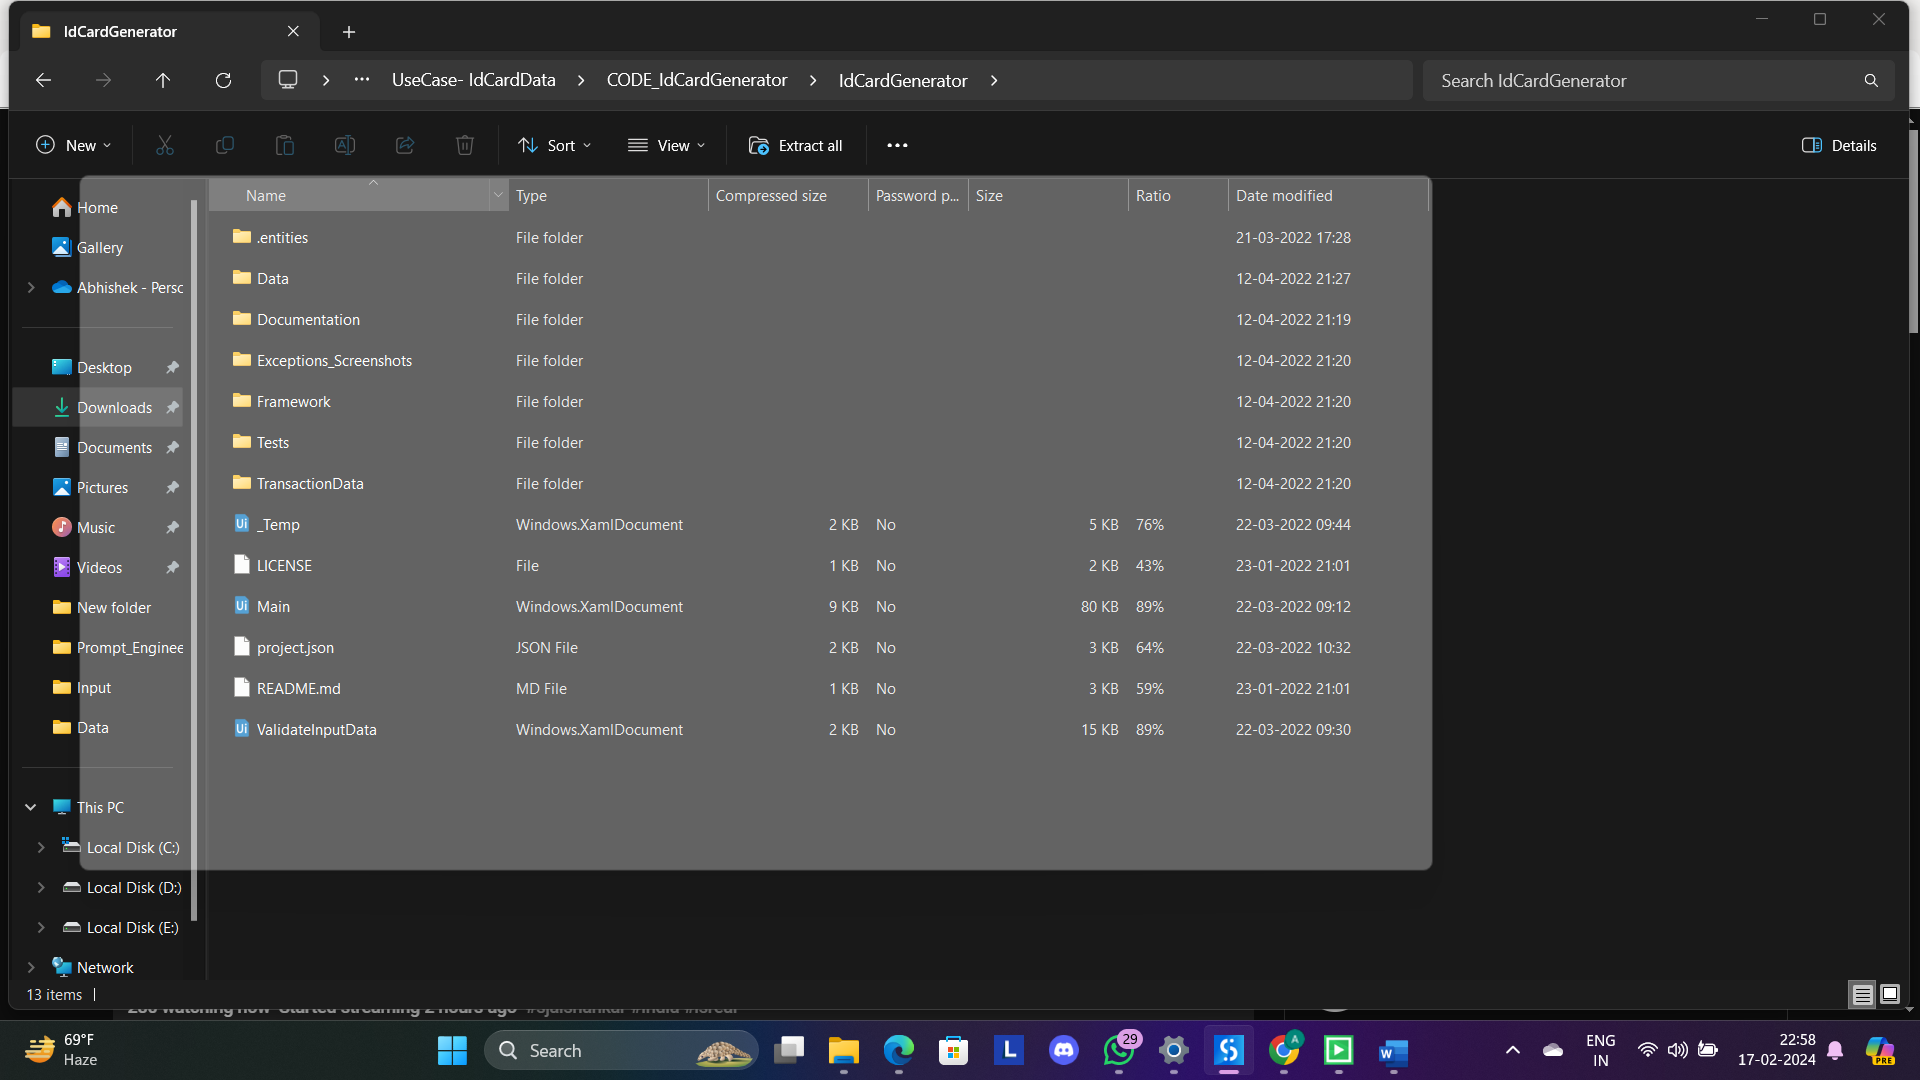 IdCardGenerator
UseCase- IdCardData
CODE_IdCardGenerator
IdCardGenerator
Search IdCardGenerator
New
Sort
View
Extract all
Details
Home
Gallery
Abhishek - Persc
Desktop
Downloads
Documents
Pictures
Music
Videos
New folder
Prompt_Enginee
Input
Data
This PC
Local Disk (C:)
Local Disk (D:)
Local Disk (E:)
Network
Name Type Compressed size Password p... Size Ratio Date modified
.entities File folder 21-03-2022 17:28
Data File folder 12-04-2022 21:27
Documentation File folder 12-04-2022 21:19
Exceptions_Screenshots File folder 12-04-2022 21:20
Framework File folder 12-04-2022 21:20
Tests File folder 12-04-2022 21:20
TransactionData File folder 12-04-2022 21:20
_Temp Windows.XamlDocument 2 KB No 5 KB 76% 22-03-2022 09:44
LICENSE File 1 KB No 2 KB 43% 23-01-2022 21:01
Main Windows.XamlDocument 9 KB No 80 KB 89% 22-03-2022 09:12
project.json JSON File 2 KB No 3 KB 64% 22-03-2022 10:32
README.md MD File 1 KB No 3 KB 59% 23-01-2022 21:01
ValidateInputData Windows.XamlDocument 2 KB No 15 KB 89% 22-03-2022 09:30
13 items
watching now Started streaming 2 hours ago
69°F
Haze
Search
L
29
A
W
ENG
IN
22:58
17-02-2024
PRE